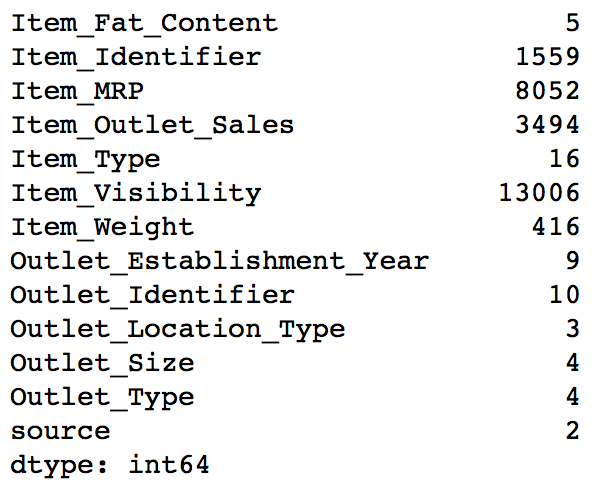 Item_Fat_Content 5
Item_Identifier 1559
Item_MRP 8052
Item_Outlet_Sales 3494
Item_Type 16
Item_Visibility 13006
Item_Weight 416
Outlet_Establishment_Year 9
Outlet_Identifier 10
Outlet_Location_Type 3
Outlet_Size 4
Outlet_Type 4
source 2
dtype: int64